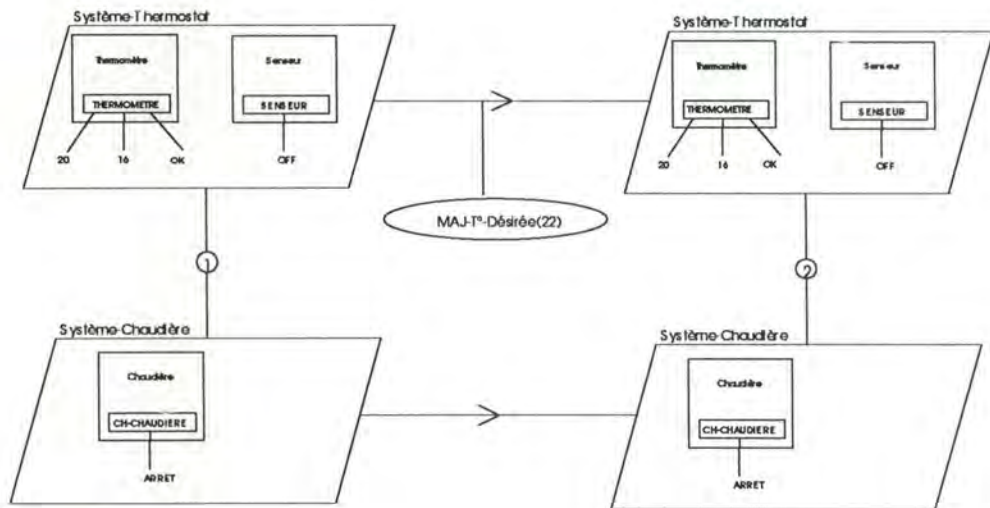 Système-Thermostat
Thermomètre
Senseur
THERMOMETRE
SENSEUR
20
16
OK
OFF
Système-Thermostat
Thermomètre
Senseur
THERMOMETRE
SENSEUR
20
16
OK
OFF
MAJ-T°-Désirée(22)
1
2
Système-Chaudière
Chaudière
CH-CHAUDIERE
ARRET
Système-Chaudière
Chaudière
CH-CHAUDIERE
ARRET